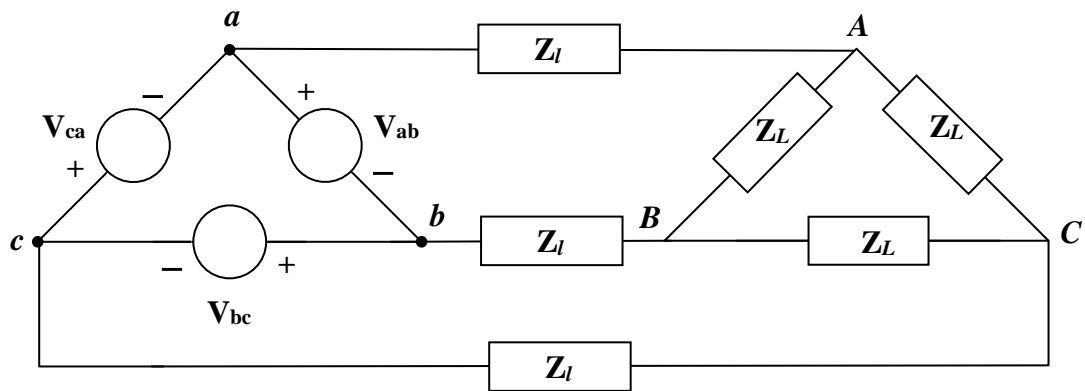 a
Z_l
A
− +
V_ca V_ab Z_L Z_L
+ −
c b Z_l B Z_L C
− +
V_bc
Z_l